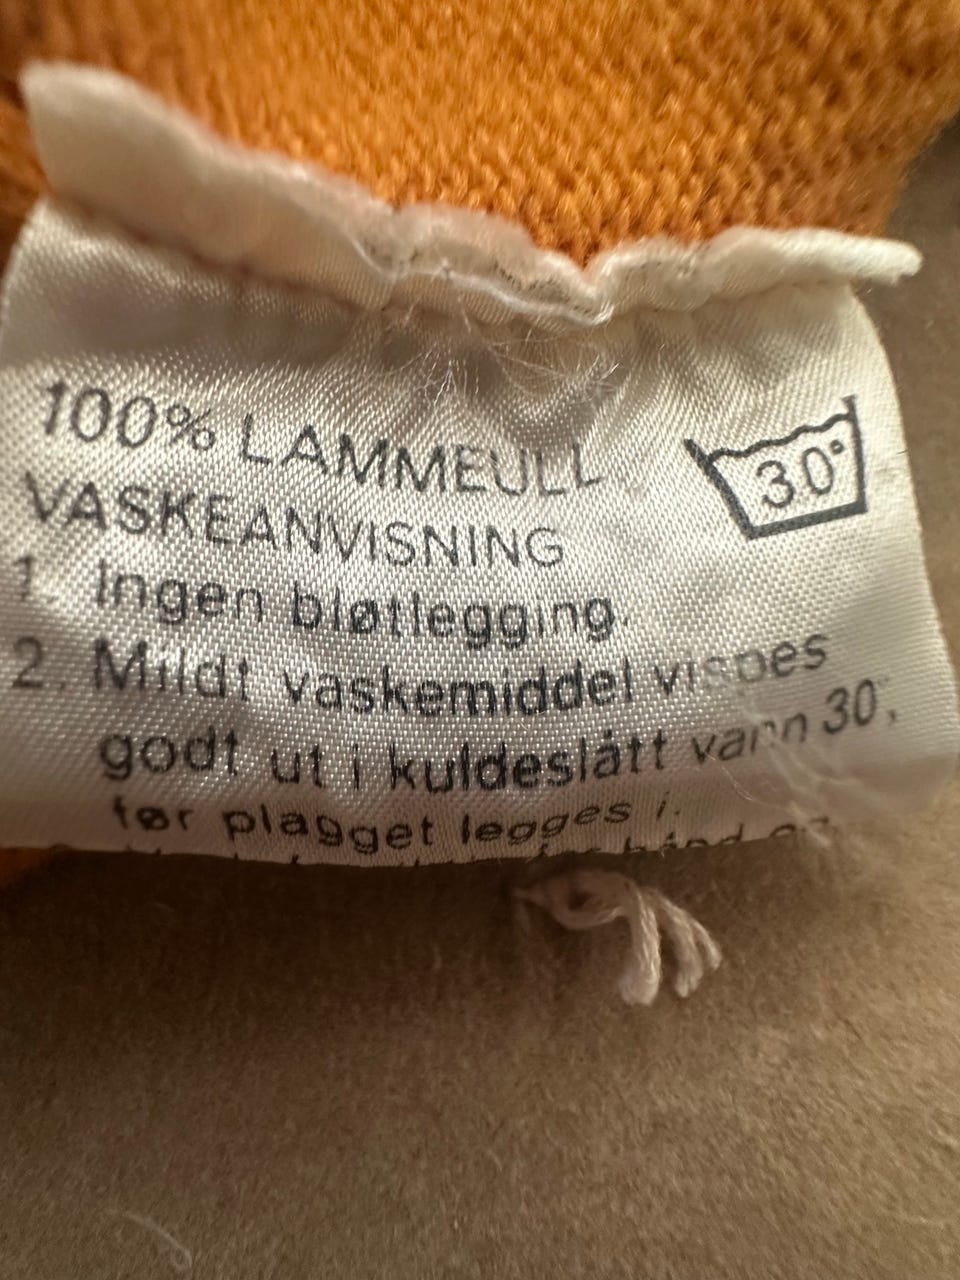 100% LAMMEULL
30°
VASKEANVISNING
1. Ingen bløtlegging.
2. Mildt vaskemiddel vispes
godt ut i kuldeslått vann 30°,
før plagget legges i.